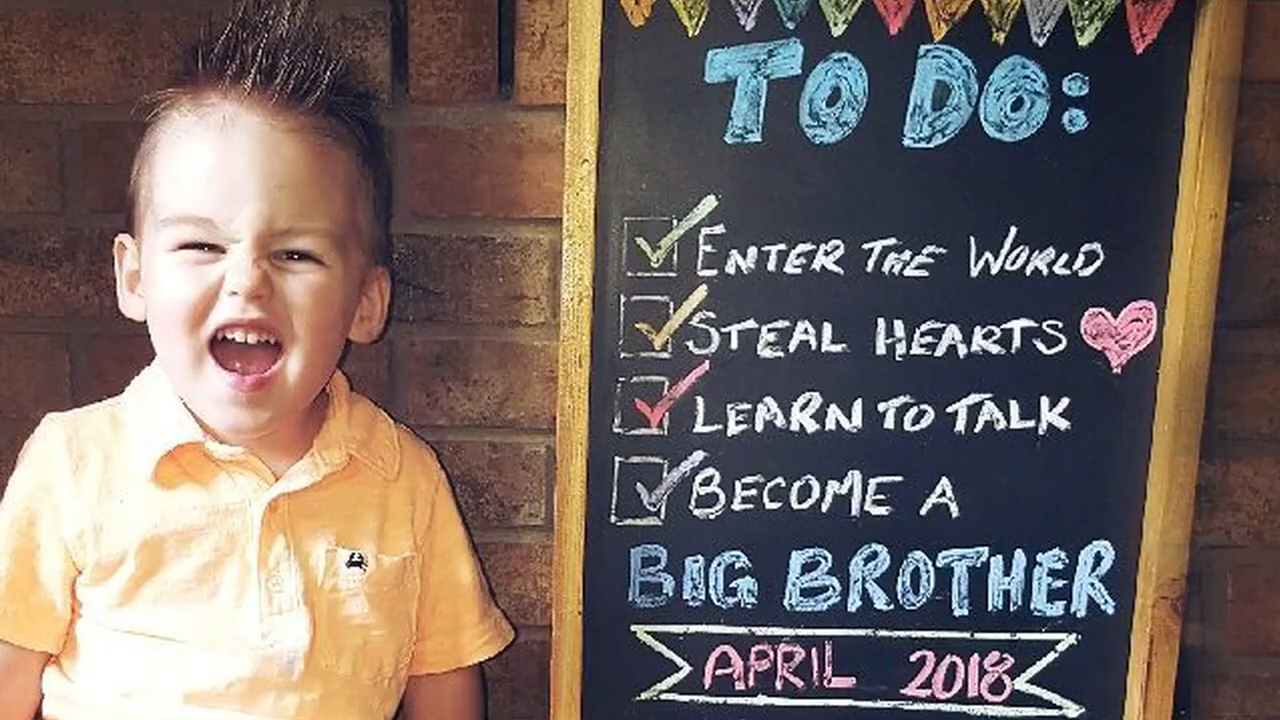 TO DO:
ENTER THE WORLD
STEAL HEARTS
LEARN TO TALK
BECOME A
BIG BROTHER
APRIL 2018